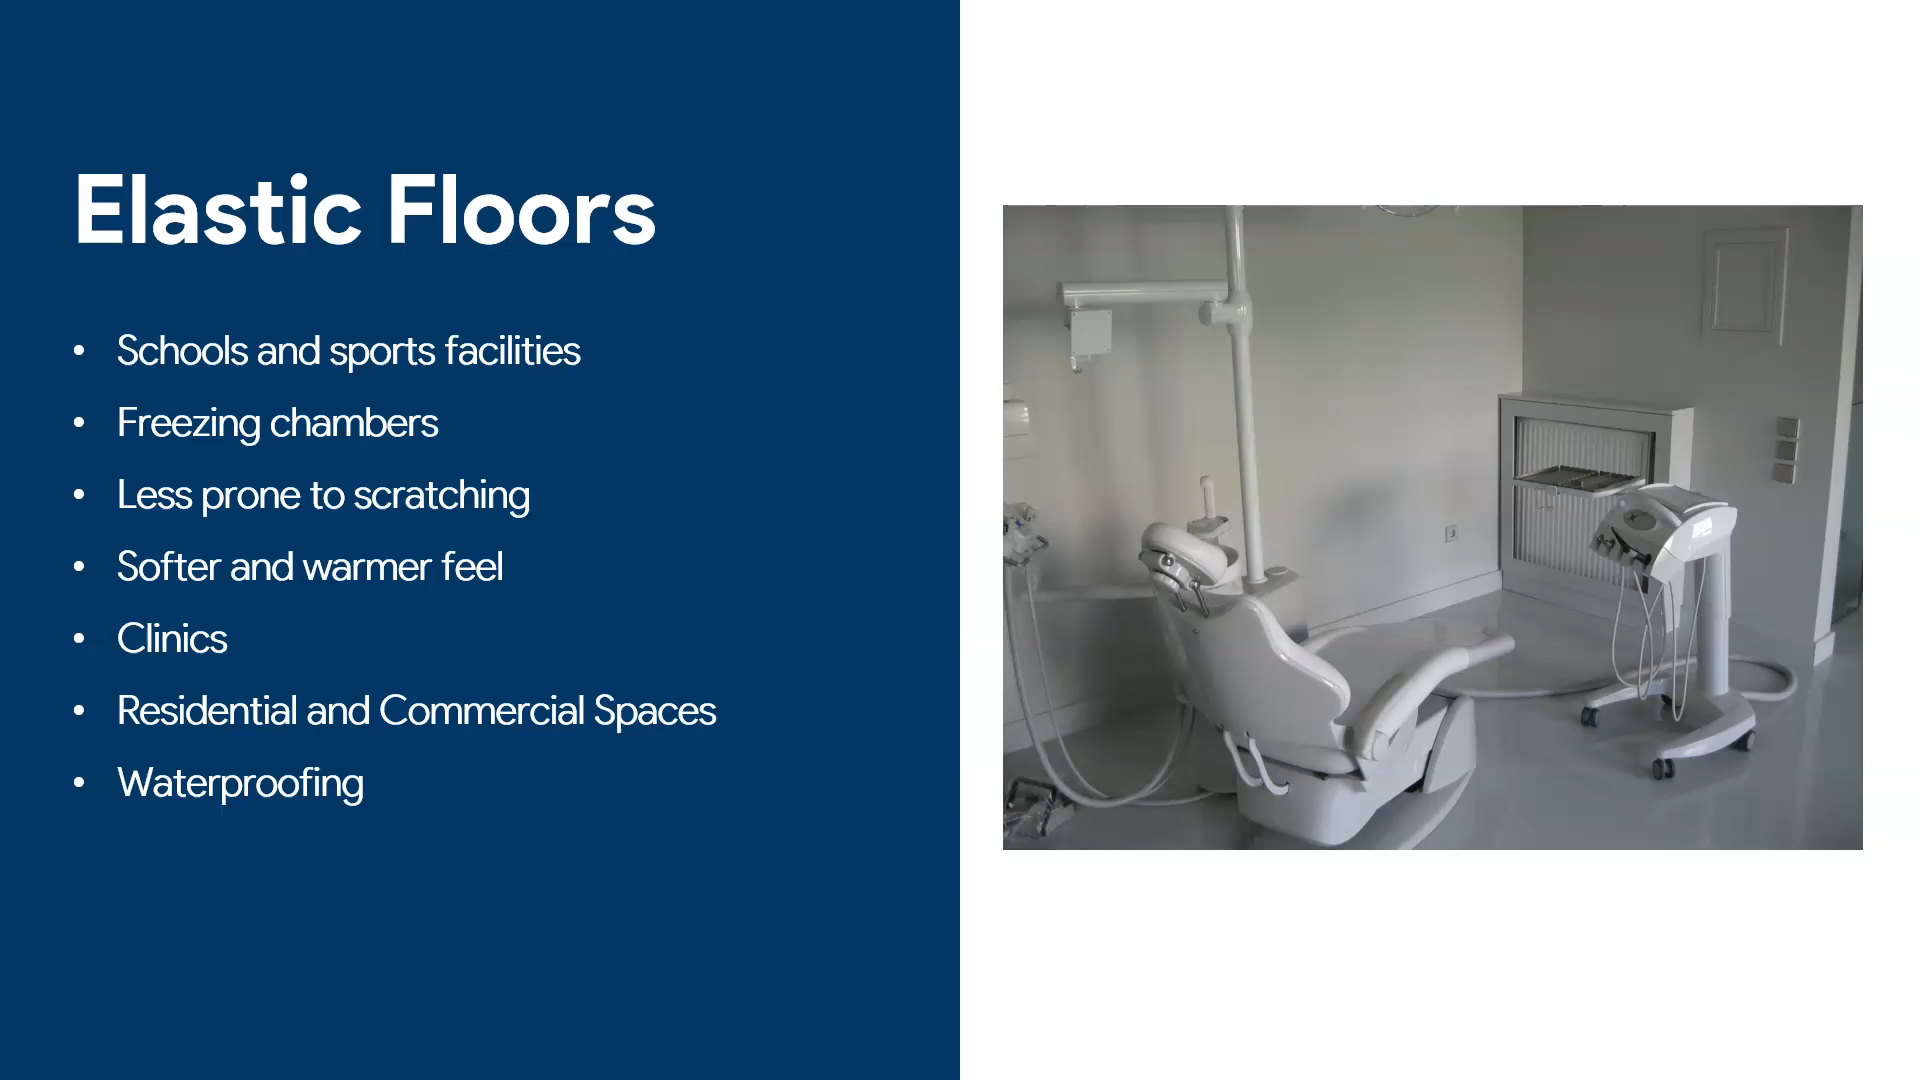 Elastic Floors
• Schools and sports facilities
• Freezing chambers
• Less prone to scratching
• Softer and warmer feel
• Clinics
• Residential and Commercial Spaces
• Waterproofing